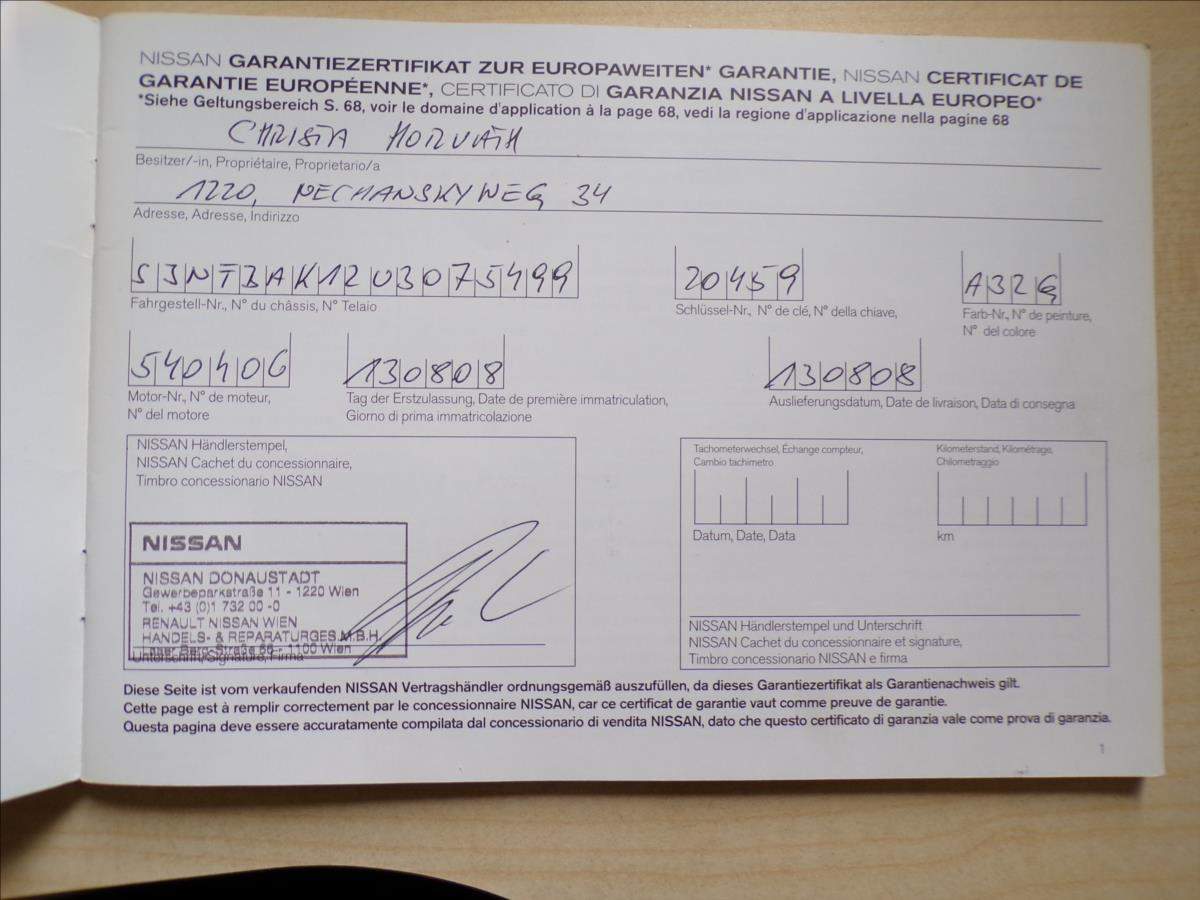 NISSAN GARANTIEZERTIFIKAT ZUR EUROPAWEITEN* GARANTIE, NISSAN CERTIFICAT DE
GARANTIE EUROPÉENNE*, CERTIFICATO DI GARANZIA NISSAN A LIVELLA EUROPEO*
*Siehe Geltungsbereich S. 68, voir le domaine d'application à la page 68, vedi la regione d'applicazione nella pagine 68
CHRISTA HORVATH
Besitzer/-in, Propriétaire, Proprietario/a
1220, PECHANSKYWEG 34
Adresse, Adresse, Indirizzo
SJNTBAK12U3075499 20459 A32G
Fahrgestell-Nr., N° du châssis, N° Telaio
Schlüssel-Nr., N° de clé, N° della chiave,
Farb-Nr., N° de peinture,
N° del colore
540406 130808 130808
Motor-Nr., N° de moteur,
N° del motore
Tag der Erstzulassung, Date de première immatriculation,
Giorno di prima immatricolazione
Auslieferungsdatum, Date de livraison, Data di consegna
NISSAN Händlerstempel,
NISSAN Cachet du concessionnaire,
Timbro concessionario NISSAN
NISSAN
NISSAN DONAUSTADT
Gewerbeparkstraße 11 - 1220 Wien
Tel. +43 (0)1 732 00 -0
RENAULT NISSAN WIEN
HANDELS- & REPARATURGES.M.B.H.
Laaer Berg-Straße 66 - 1100 Wien
Unterschrift/Signature, Firma
Tachometerwechsel, Échange compteur,
Cambio tachimetro
Kilometerstand, Kilométrage,
Chilometraggio
Datum, Date, Data
km
NISSAN Händlerstempel und Unterschrift
NISSAN Cachet du concessionnaire et signature,
Timbro concessionario NISSAN e firma
Diese Seite ist vom verkaufenden NISSAN Vertragshändler ordnungsgemäß auszufüllen, da dieses Garantiezertifikat als Garantienachweis gilt.
Cette page est à remplir correctement par le concessionnaire NISSAN, car ce certificat de garantie vaut comme preuve de garantie.
Questa pagina deve essere accuratamente compilata dal concessionario di vendita NISSAN, dato che questo certificato di garanzia vale come prova di garanzia.
1